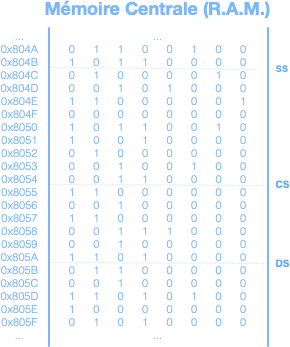 Mémoire Centrale (R.A.M.)
... ...
0x804A 0 1 1 0 0 1 0 0
0x804B 1 0 1 1 0 0 0 0
ss
0x804C 0 1 0 0 0 0 1 0
0x804D 0 0 1 0 1 0 0 0
0x804E 1 1 0 0 0 0 0 1
0x804F 0 0 0 0 0 0 0 0
0x8050 1 0 1 1 0 0 1 0
0x8051 1 0 0 1 0 0 0 0
0x8052 0 1 0 0 0 0 0 0
0x8053 0 0 1 0 0 1 0 0
0x8054 0 0 1 1 0 0 0 0
CS
0x8055 1 1 0 0 0 0 0 0
0x8056 0 0 1 0 0 0 0 0
0x8057 1 1 0 0 0 0 0 0
0x8058 0 0 1 1 1 0 0 0
0x8059 0 0 1 0 0 0 0 0
0x805A 1 1 0 1 0 0 0 0
DS
0x805B 0 1 1 0 0 0 0 0
0x805C 0 0 1 0 0 0 0 0
0x805D 1 1 0 1 0 1 0 0
0x805E 1 0 0 0 0 0 0 0
0x805F 0 1 0 1 0 0 0 0
... ...